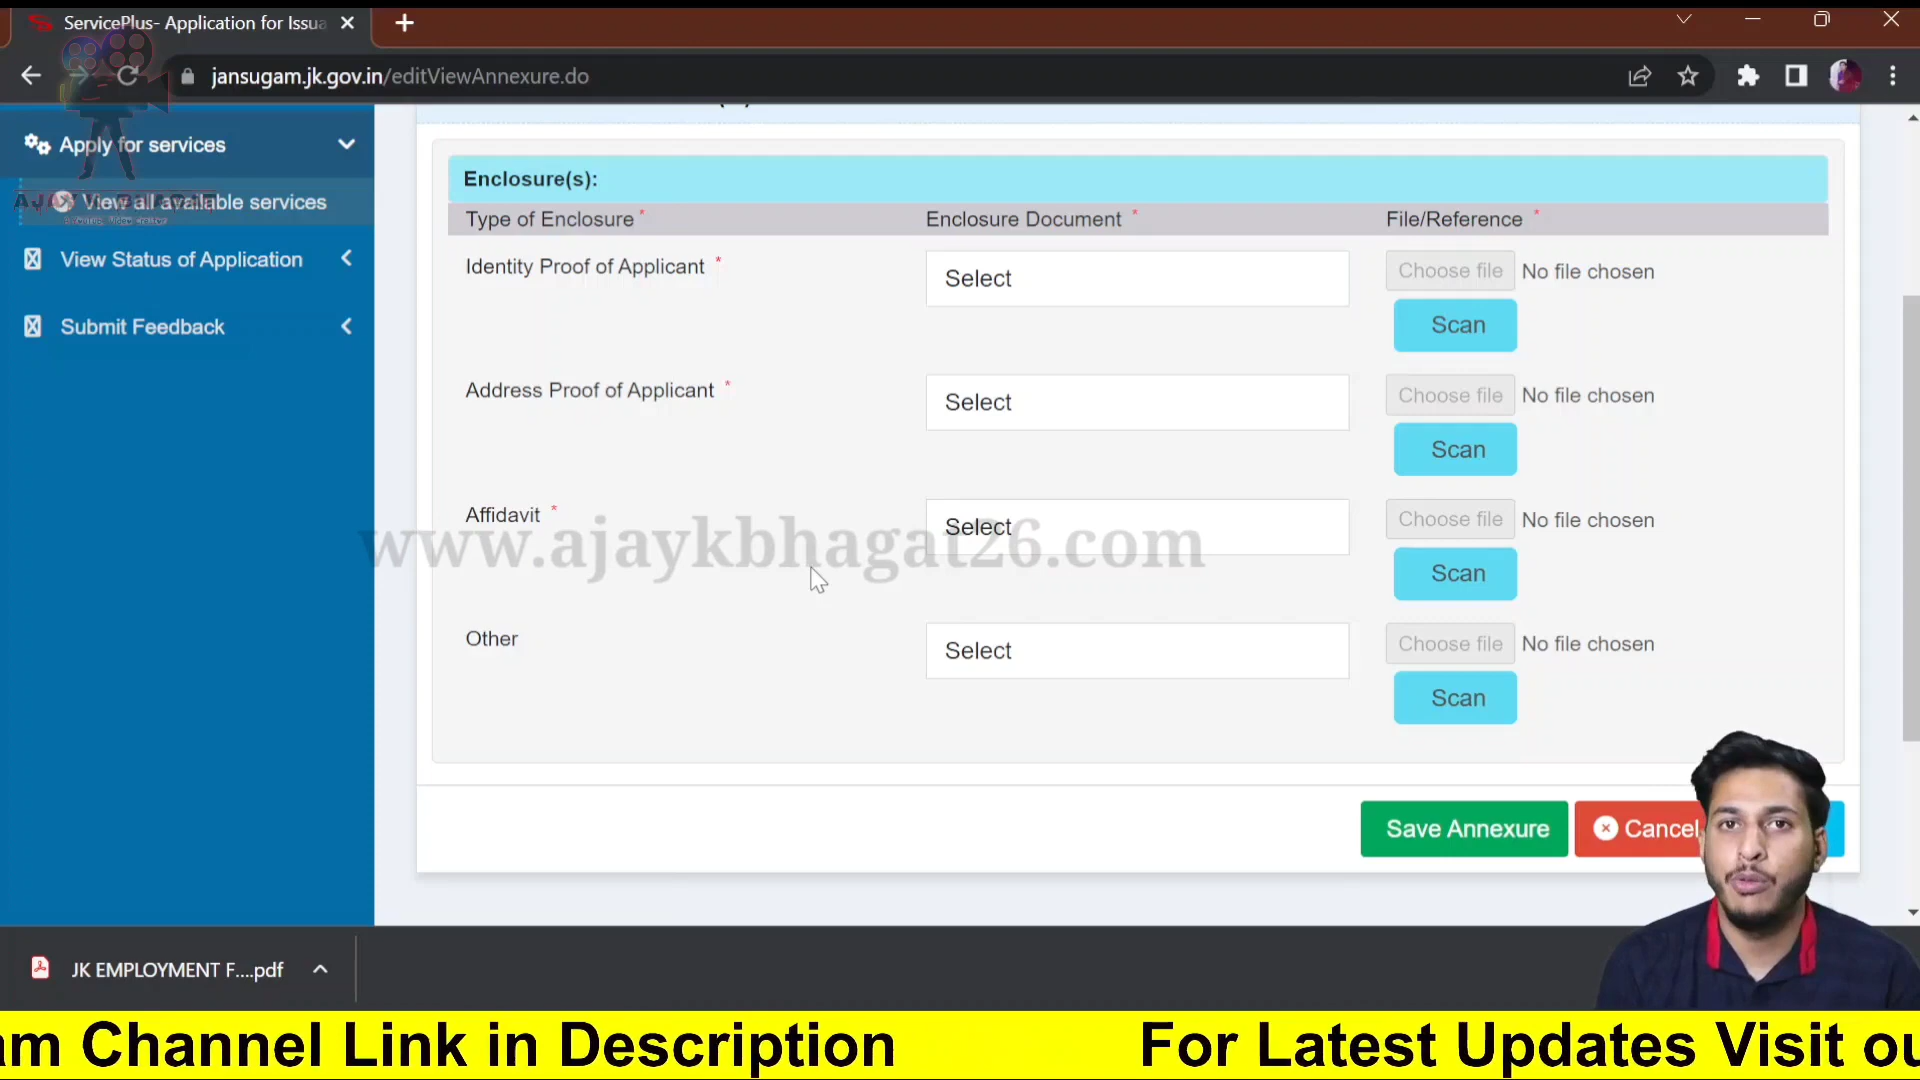 ServicePlus- Application for Issua
jansugam.jk.gov.in/editViewAnnexure.do
Apply for services
View all available services
View Status of Application
Submit Feedback
Enclosure(s):
Type of Enclosure * Enclosure Document * File/Reference *
Identity Proof of Applicant * Select Choose file No file chosen
Scan
Address Proof of Applicant * Select Choose file No file chosen
Scan
Affidavit * Select Choose file No file chosen
www.ajaykbhagat26.com
Scan
Other Select Choose file No file chosen
Scan
Save Annexure Cancel
JK EMPLOYMENT F....pdf
am Channel Link in Description For Latest Updates Visit ou